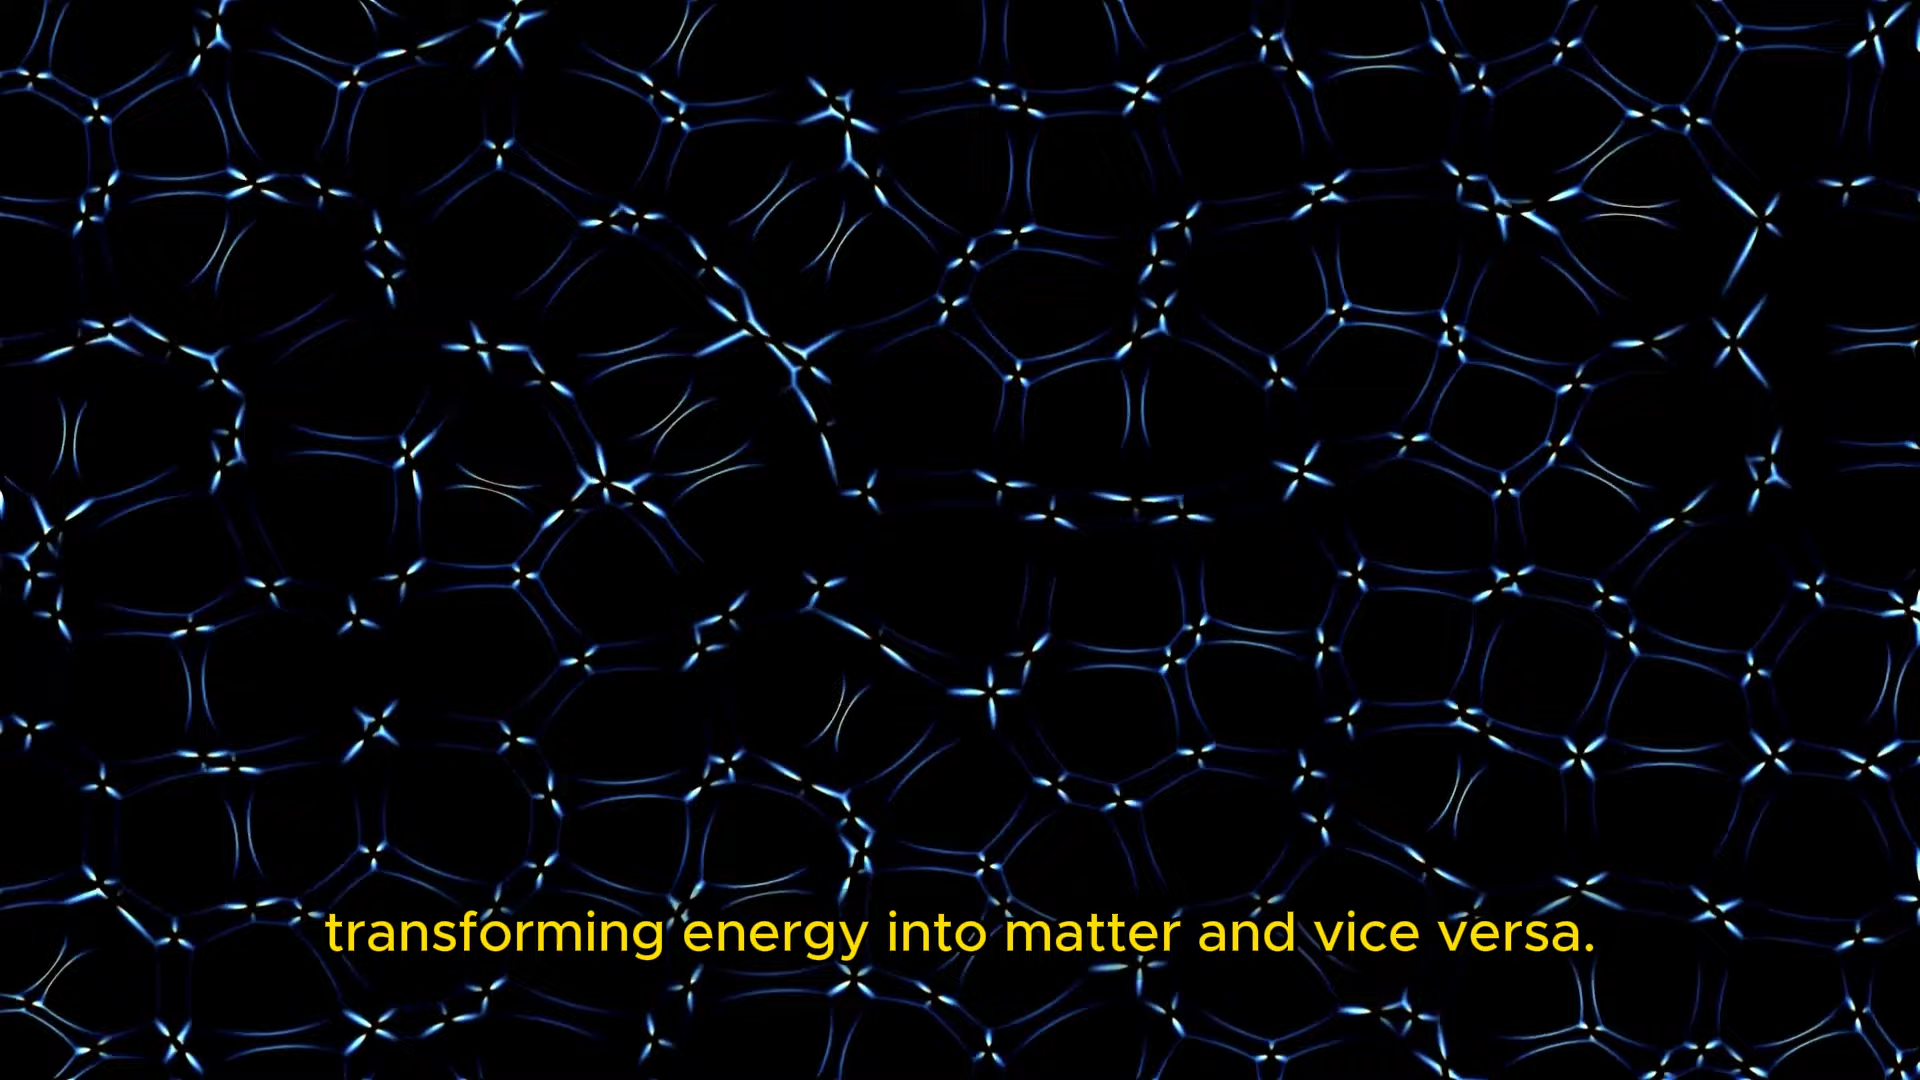 transforming energy into matter and vice versa.